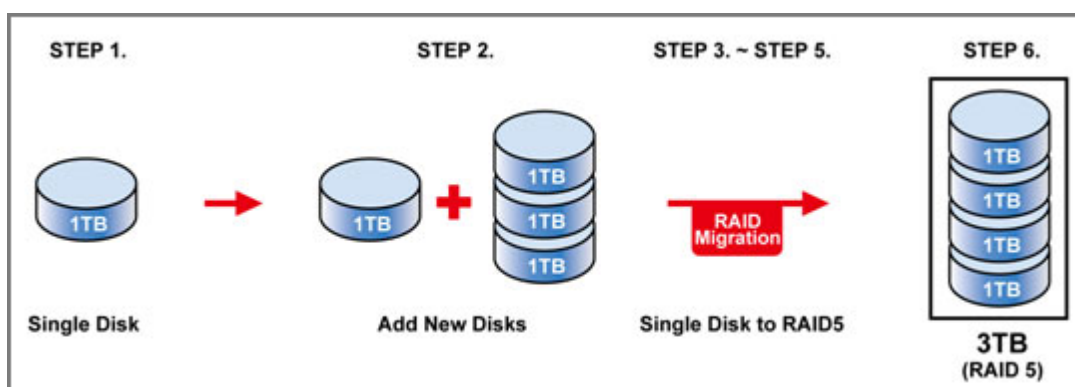 STEP 1.
STEP 2.
STEP 3. ~ STEP 5.
STEP 6.
1TB
1TB
1TB
1TB
1TB
RAID
Migration
1TB
1TB
1TB
1TB
Single Disk
Add New Disks
Single Disk to RAID5
3TB
(RAID 5)